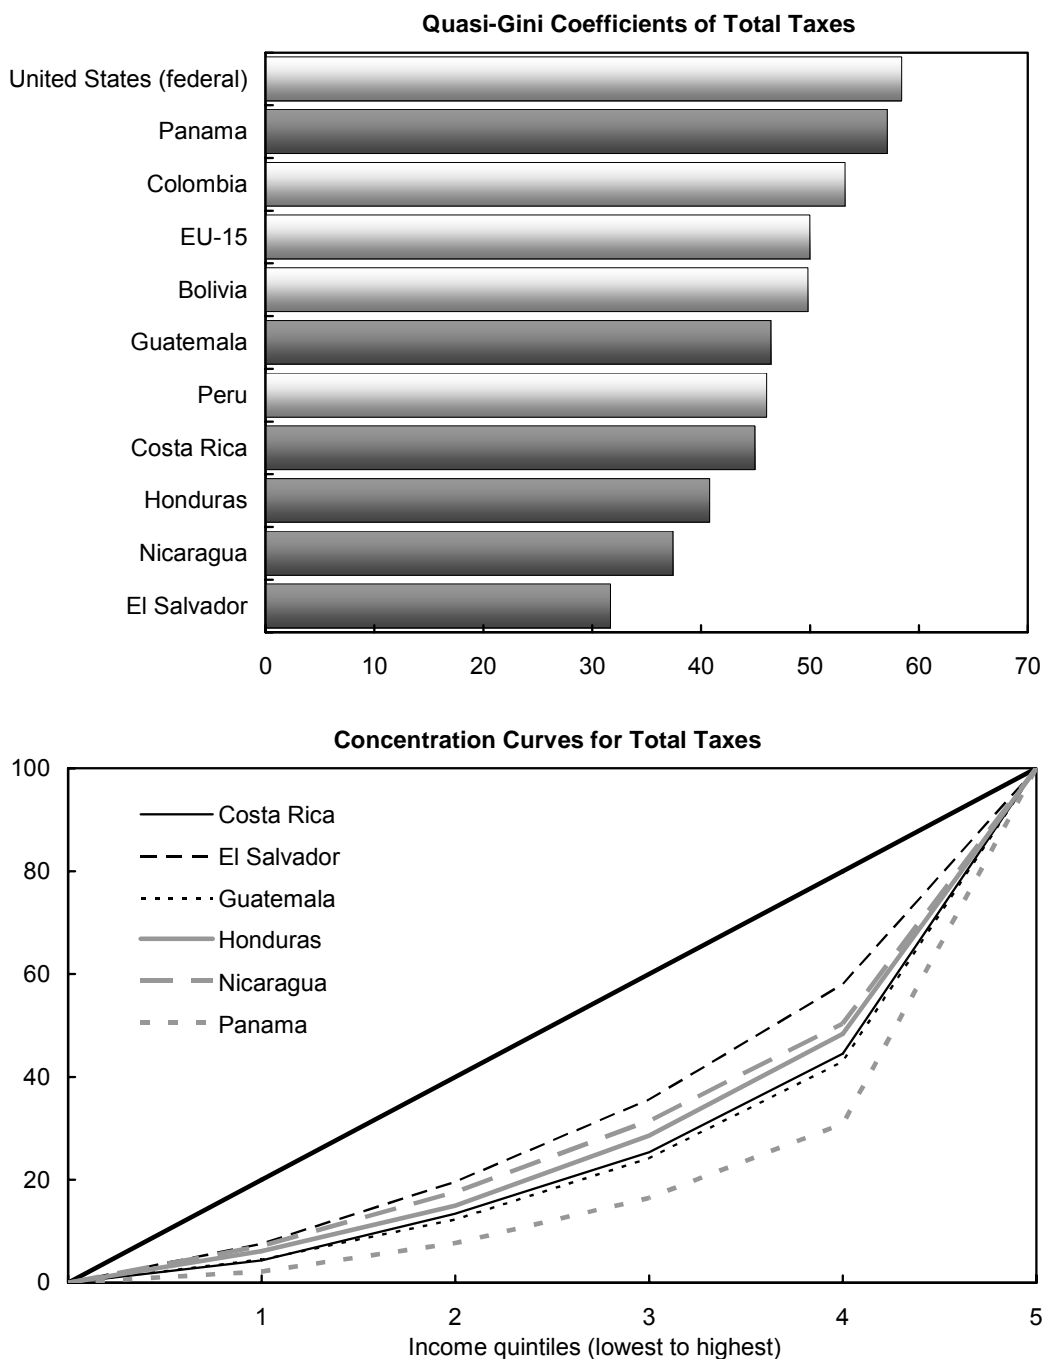 Quasi-Gini Coefficients of Total Taxes
United States (federal)
Panama
Colombia
EU-15
Bolivia
Guatemala
Peru
Costa Rica
Honduras
Nicaragua
El Salvador
0 10 20 30 40 50 60 70
Concentration Curves for Total Taxes
100
80
60
40
20
0
Costa Rica
El Salvador
Guatemala
Honduras
Nicaragua
Panama
1 2 3 4 5
Income quintiles (lowest to highest)